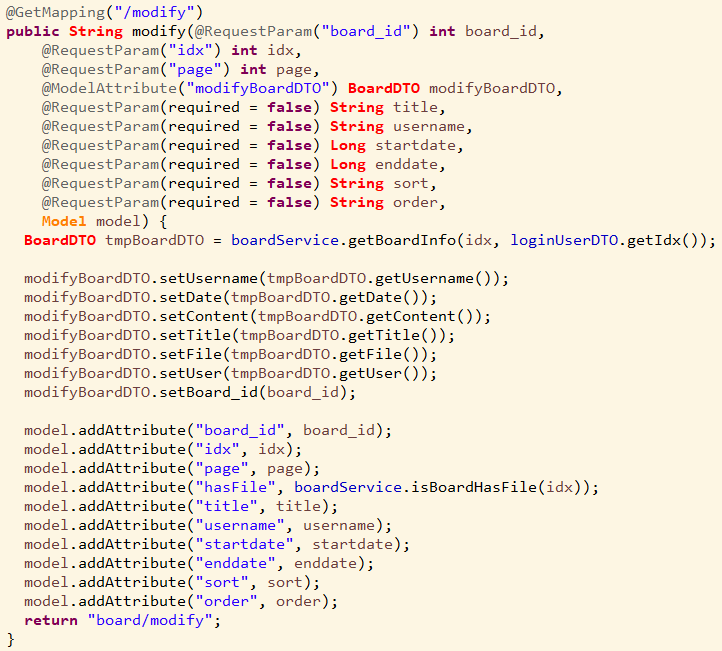 @GetMapping("/modify")
public String modify(@RequestParam("board_id") int board_id,
    @RequestParam("idx") int idx,
    @RequestParam("page") int page,
    @ModelAttribute("modifyBoardDTO") BoardDTO modifyBoardDTO,
    @RequestParam(required = false) String title,
    @RequestParam(required = false) String username,
    @RequestParam(required = false) Long startdate,
    @RequestParam(required = false) Long enddate,
    @RequestParam(required = false) String sort,
    @RequestParam(required = false) String order,
    Model model) {
  BoardDTO tmpBoardDTO = boardService.getBoardInfo(idx, loginUserDTO.getIdx());

  modifyBoardDTO.setUsername(tmpBoardDTO.getUsername());
  modifyBoardDTO.setDate(tmpBoardDTO.getDate());
  modifyBoardDTO.setContent(tmpBoardDTO.getContent());
  modifyBoardDTO.setTitle(tmpBoardDTO.getTitle());
  modifyBoardDTO.setFile(tmpBoardDTO.getFile());
  modifyBoardDTO.setUser(tmpBoardDTO.getUser());
  modifyBoardDTO.setBoard_id(board_id);

  model.addAttribute("board_id", board_id);
  model.addAttribute("idx", idx);
  model.addAttribute("page", page);
  model.addAttribute("hasFile", boardService.isBoardHasFile(idx));
  model.addAttribute("title", title);
  model.addAttribute("username", username);
  model.addAttribute("startdate", startdate);
  model.addAttribute("enddate", enddate);
  model.addAttribute("sort", sort);
  model.addAttribute("order", order);
  return "board/modify";
}